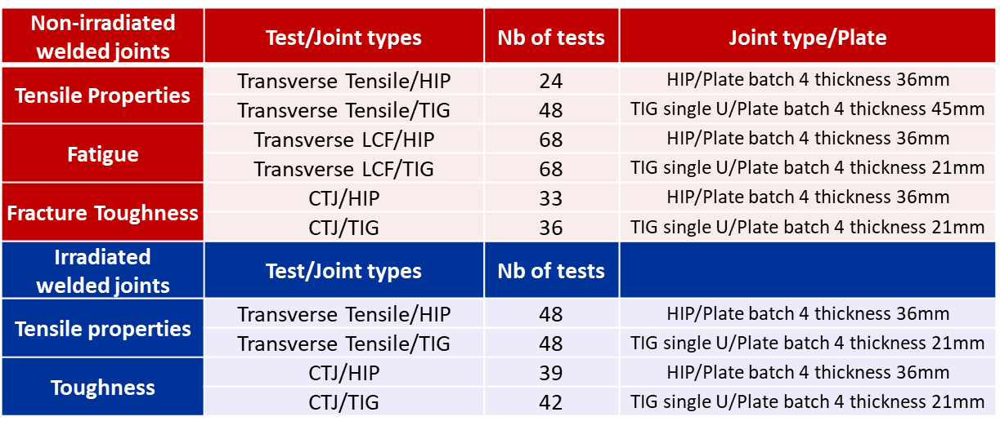 Non-irradiated
welded joints
Test/Joint types
Nb of tests
Joint type/Plate
Tensile Properties
Transverse Tensile/HIP
24
HIP/Plate batch 4 thickness 36mm
Transverse Tensile/TIG
48
TIG single U/Plate batch 4 thickness 45mm
Fatigue
Transverse LCF/HIP
68
HIP/Plate batch 4 thickness 36mm
Transverse LCF/TIG
68
TIG single U/Plate batch 4 thickness 21mm
Fracture Toughness
CTJ/HIP
33
HIP/Plate batch 4 thickness 36mm
CTJ/TIG
36
TIG single U/Plate batch 4 thickness 21mm
Irradiated
welded joints
Test/Joint types
Nb of tests
Tensile properties
Transverse Tensile/HIP
48
HIP/Plate batch 4 thickness 36mm
Transverse Tensile/TIG
48
TIG single U/Plate batch 4 thickness 21mm
Toughness
CTJ/HIP
39
HIP/Plate batch 4 thickness 36mm
CTJ/TIG
42
TIG single U/Plate batch 4 thickness 21mm